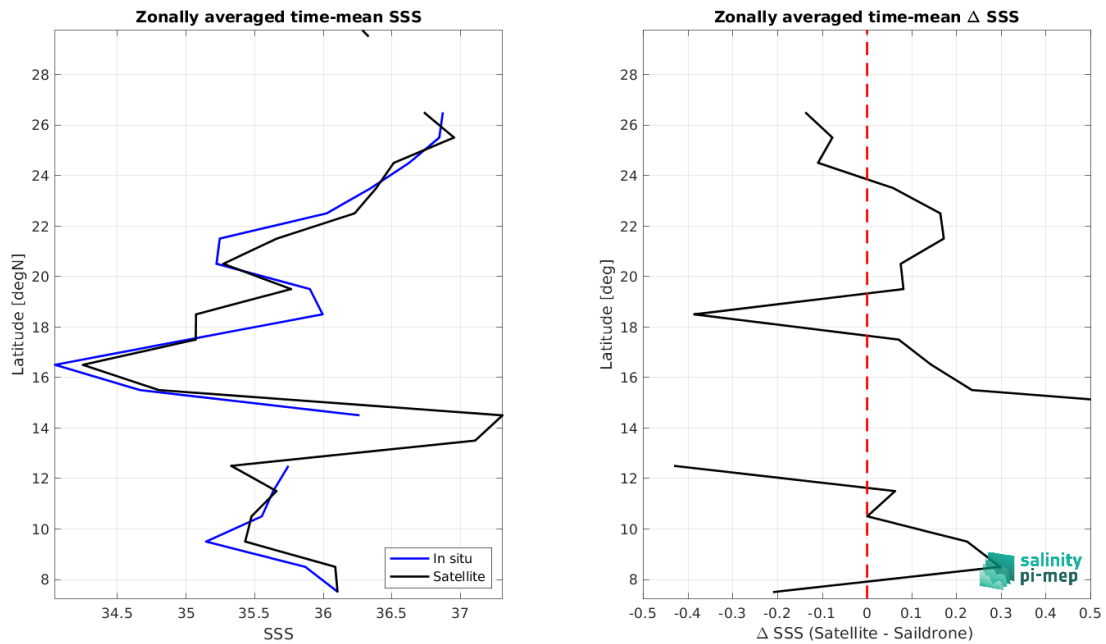 Zonally averaged time-mean SSS
28
26
24
22
20
18
16
14
12
10
8
Latitude [degN]
34.5 35 35.5 36 36.5 37
SSS
In situ
Satellite
Zonally averaged time-mean Δ SSS
28
26
24
22
20
18
16
14
12
10
8
Latitude [deg]
-0.5 -0.4 -0.3 -0.2 -0.1 0 0.1 0.2 0.3 0.4 0.5
Δ SSS (Satellite - Saildrone)
salinity
pi-mep